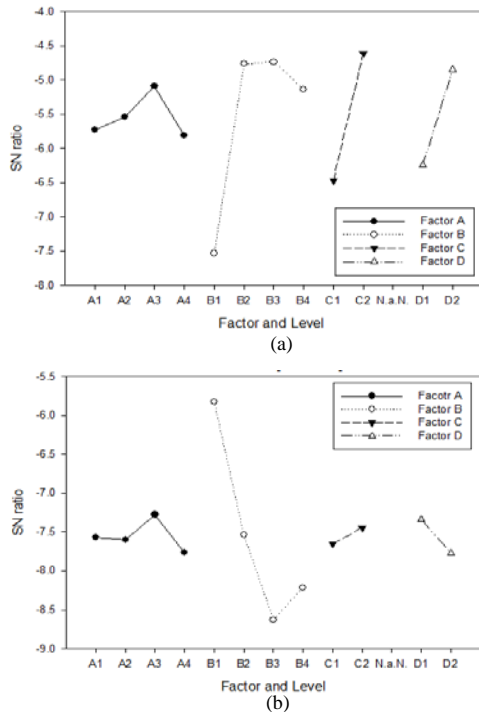 -4.0
-4.5
-5.0
-5.5
-6.0
-6.5
-7.0
-7.5
-8.0
SN ratio
Factor A
Factor B
Factor C
Factor D
A1 A2 A3 A4 B1 B2 B3 B4 C1 C2 N.a.N. D1 D2
Factor and Level
(a)
-5.5
-6.0
-6.5
-7.0
-7.5
-8.0
-8.5
-9.0
SN ratio
Facotr A
Factor B
Factor C
Factor D
A1 A2 A3 A4 B1 B2 B3 B4 C1 C2 N.a.N. D1 D2
Factor and Level
(b)